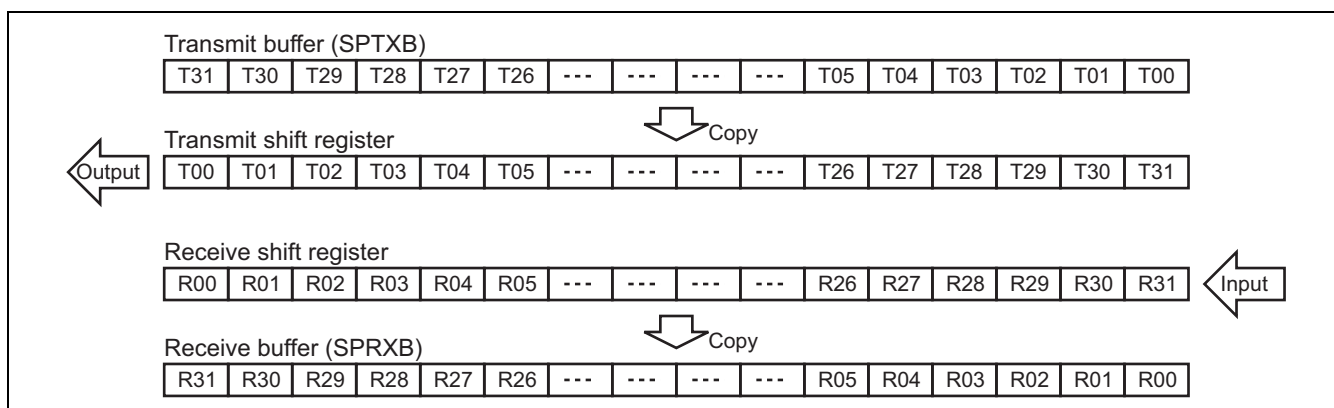 Transmit buffer (SPTXB)
T31 T30 T29 T28 T27 T26 --- --- --- --- T05 T04 T03 T02 T01 T00
Copy
Transmit shift register
Output T00 T01 T02 T03 T04 T05 --- --- --- --- T26 T27 T28 T29 T30 T31
Receive shift register
R00 R01 R02 R03 R04 R05 --- --- --- --- R26 R27 R28 R29 R30 R31 Input
Copy
Receive buffer (SPRXB)
R31 R30 R29 R28 R27 R26 --- --- --- --- R05 R04 R03 R02 R01 R00